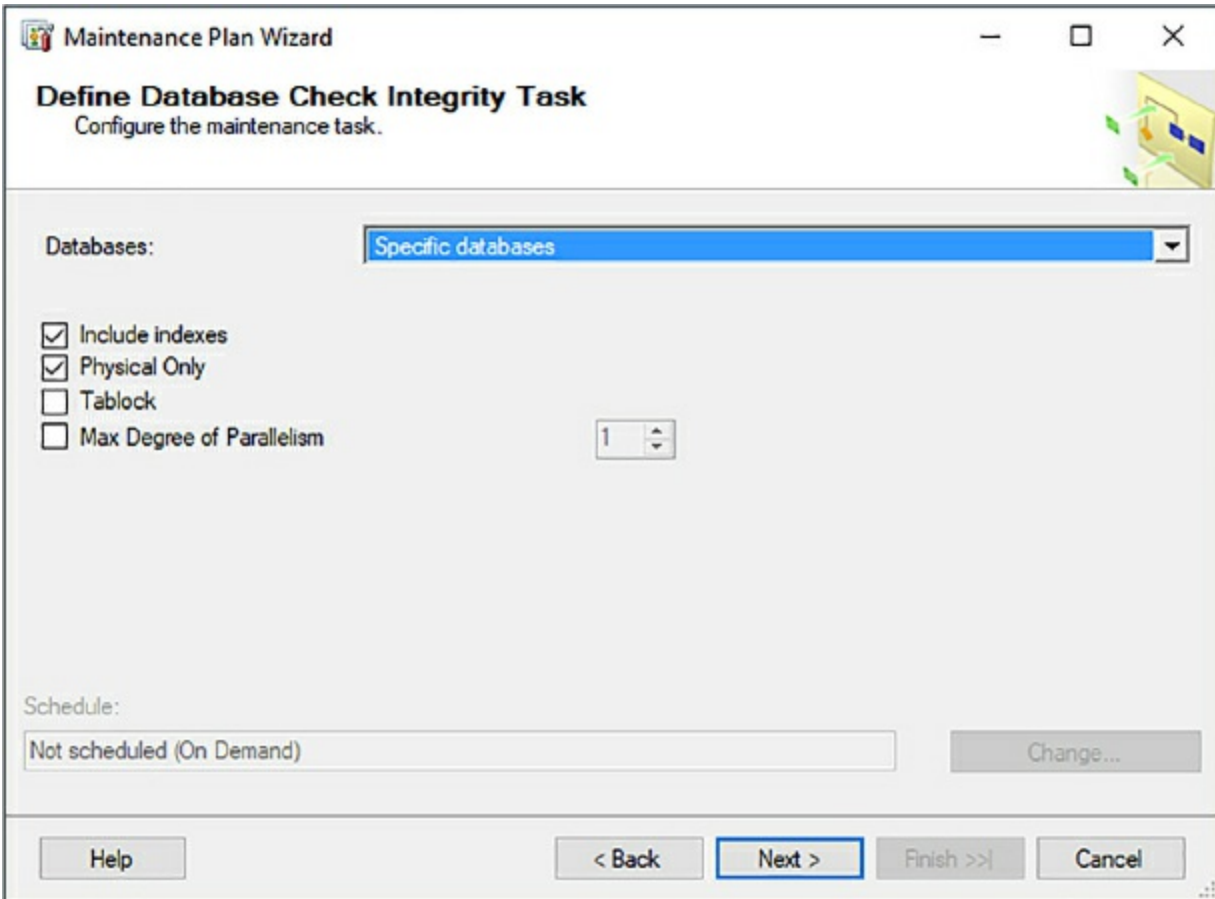 Maintenance Plan Wizard
Define Database Check Integrity Task
Configure the maintenance task.
Databases: Specific databases
Include indexes
Physical Only
Tablock
Max Degree of Parallelism 1
Schedule:
Not scheduled (On Demand) Change...
Help < Back Next > Finish >>| Cancel